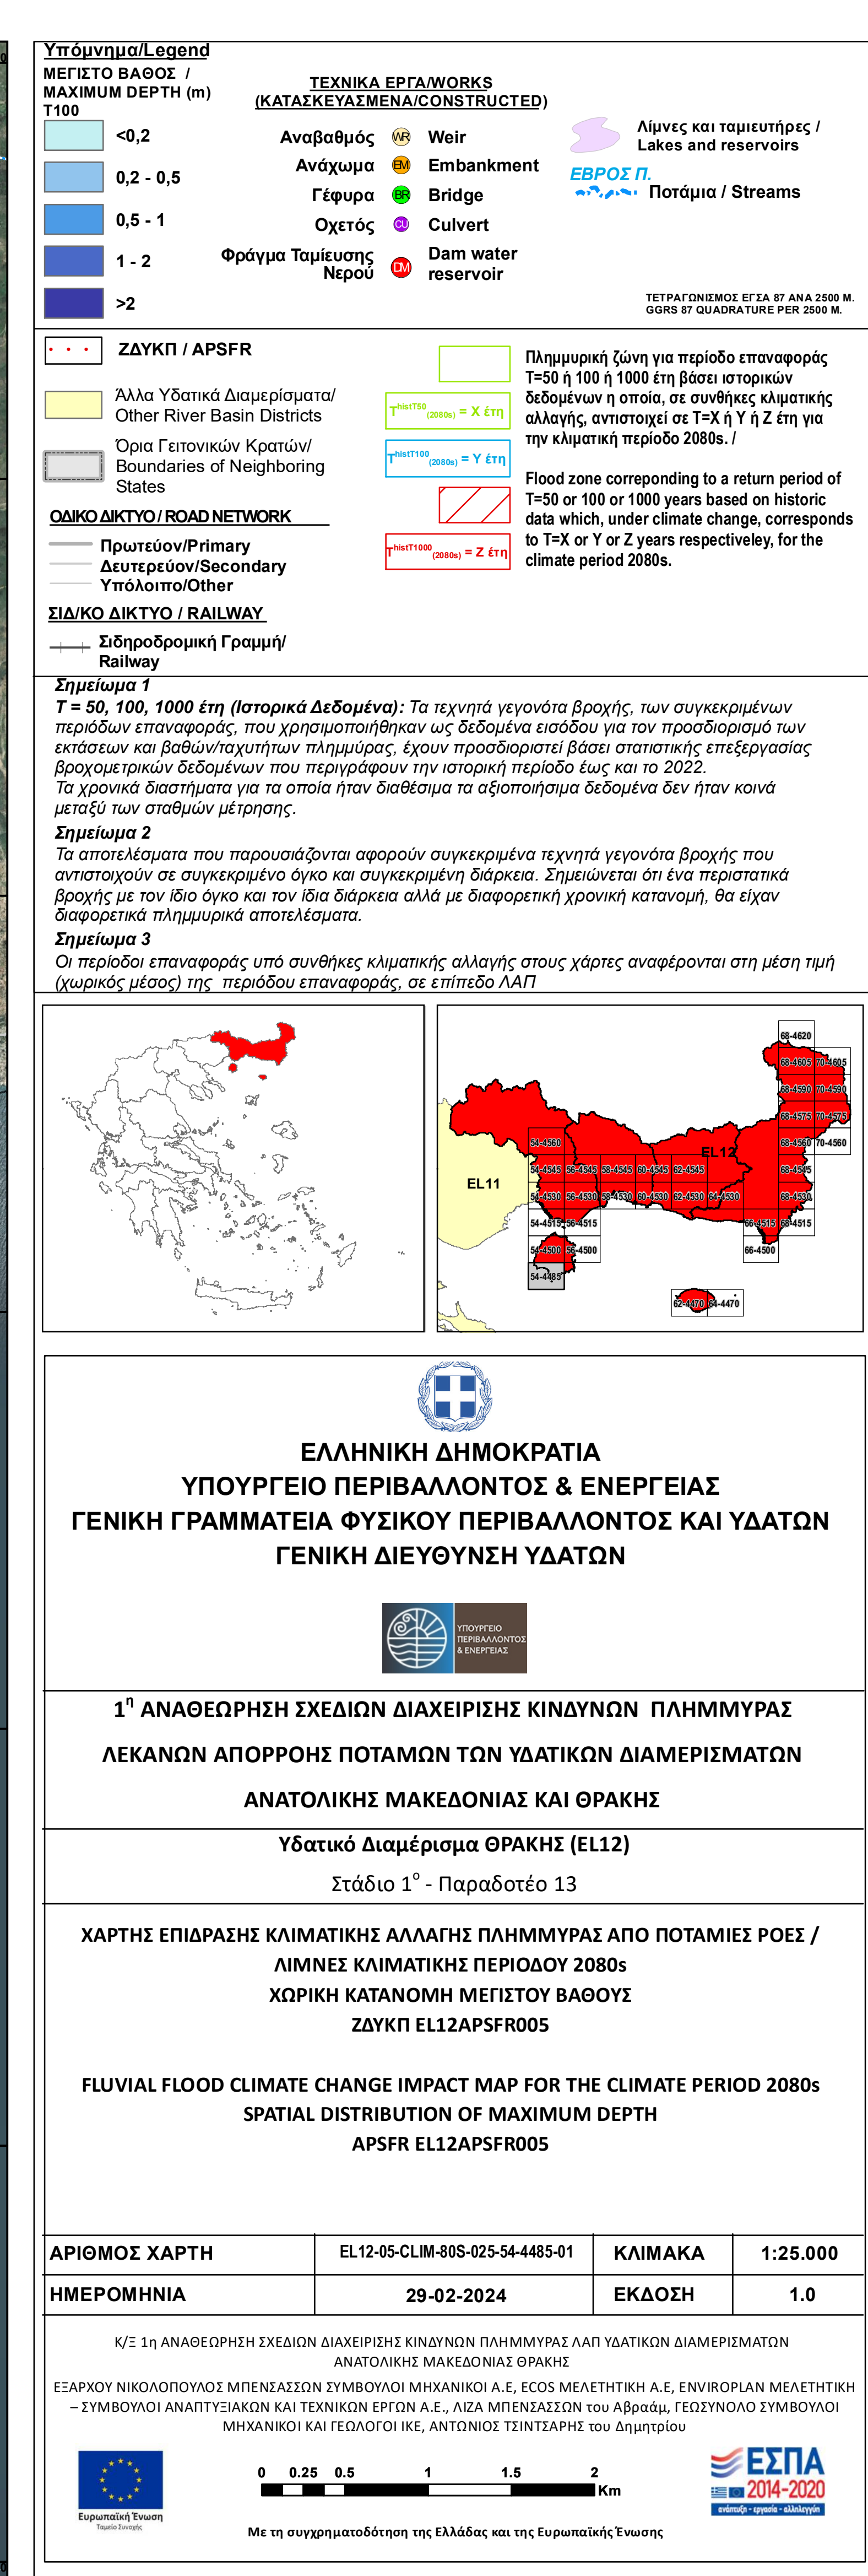 Υπόμνημα/Legend
ΜΕΓΙΣΤΟ ΒΑΘΟΣ /
MAXIMUM DEPTH (m)
T100
<0,2
0,2 - 0,5
0,5 - 1
1 - 2
>2
ΤΕΧΝΙΚΑ ΕΡΓΑ/WORKS
(ΚΑΤΑΣΚΕΥΑΣΜΕΝΑ/CONSTRUCTED)
Αναβαθμός WR Weir
Ανάχωμα EM Embankment
Γέφυρα BR Bridge
Οχετός CU Culvert
Φράγμα Ταμίευσης Νερού DM Dam water reservoir
Λίμνες και ταμιευτήρες /
Lakes and reservoirs
ΕΒΡΟΣ Π.
Ποτάμια / Streams
ΤΕΤΡΑΓΩΝΙΣΜΟΣ ΕΓΣΑ 87 ΑΝΑ 2500 Μ.
GGRS 87 QUADRATURE PER 2500 M.
ΖΔΥΚΠ / APSFR
Άλλα Υδατικά Διαμερίσματα/
Other River Basin Districts
Όρια Γειτονικών Κρατών/
Boundaries of Neighboring
States
ΟΔΙΚΟ ΔΙΚΤΥΟ / ROAD NETWORK
Πρωτεύον/Primary
Δευτερεύον/Secondary
Υπόλοιπο/Other
ΣΙΔ/ΚΟ ΔΙΚΤΥΟ / RAILWAY
Σιδηροδρομική Γραμμή/
Railway
T^histT50 (2080s) = X έτη
T^histT100 (2080s) = Y έτη
T^histT1000 (2080s) = Z έτη
Πλημμυρική ζώνη για περίοδο επαναφοράς
Τ=50 ή 100 ή 1000 έτη βάσει ιστορικών
δεδομένων η οποία, σε συνθήκες κλιματικής
αλλαγής, αντιστοιχεί σε Τ=Χ ή Υ ή Ζ έτη για
την κλιματική περίοδο 2080s. /
Flood zone correponding to a return period of
T=50 or 100 or 1000 years based on historic
data which, under climate change, corresponds
to T=X or Y or Z years respectiveley, for the
climate period 2080s.
Σημείωμα 1
Τ = 50, 100, 1000 έτη (Ιστορικά Δεδομένα): Τα τεχνητά γεγονότα βροχής, των συγκεκριμένων
περιόδων επαναφοράς, που χρησιμοποιήθηκαν ως δεδομένα εισόδου για τον προσδιορισμό των
εκτάσεων και βαθών/ταχυτήτων πλημμύρας, έχουν προσδιοριστεί βάσει στατιστικής επεξεργασίας
βροχομετρικών δεδομένων που περιγράφουν την ιστορική περίοδο έως και το 2022.
Τα χρονικά διαστήματα για τα οποία ήταν διαθέσιμα τα αξιοποιήσιμα δεδομένα δεν ήταν κοινά
μεταξύ των σταθμών μέτρησης.
Σημείωμα 2
Τα αποτελέσματα που παρουσιάζονται αφορούν συγκεκριμένα τεχνητά γεγονότα βροχής που
αντιστοιχούν σε συγκεκριμένο όγκο και συγκεκριμένη διάρκεια. Σημειώνεται ότι ένα περιστατικά
βροχής με τον ίδιο όγκο και τον ίδια διάρκεια αλλά με διαφορετική χρονική κατανομή, θα είχαν
διαφορετικά πλημμυρικά αποτελέσματα.
Σημείωμα 3
Οι περίοδοι επαναφοράς υπό συνθήκες κλιματικής αλλαγής στους χάρτες αναφέρονται στη μέση τιμή
(χωρικός μέσος) της περιόδου επαναφοράς, σε επίπεδο ΛΑΠ
68-4620
68-4605 70-4605
68-4590 70-4590
68-4575 70-4575
54-4560 EL12 68-4560 70-4560
EL11
54-4545 56-4545 58-4545 60-4545 62-4545 68-4545
54-4530 56-4530 58-4530 60-4530 62-4530 64-4530 68-4530
54-4515 56-4515 66-4515 68-4515
54-4500 56-4500 66-4500
54-4485
62-4470 64-4470
ΕΛΛΗΝΙΚΗ ΔΗΜΟΚΡΑΤΙΑ
ΥΠΟΥΡΓΕΙΟ ΠΕΡΙΒΑΛΛΟΝΤΟΣ & ΕΝΕΡΓΕΙΑΣ
ΓΕΝΙΚΗ ΓΡΑΜΜΑΤΕΙΑ ΦΥΣΙΚΟΥ ΠΕΡΙΒΑΛΛΟΝΤΟΣ ΚΑΙ ΥΔΑΤΩΝ
ΓΕΝΙΚΗ ΔΙΕΥΘΥΝΣΗ ΥΔΑΤΩΝ
ΥΠΟΥΡΓΕΙΟ
ΠΕΡΙΒΑΛΛΟΝΤΟΣ
& ΕΝΕΡΓΕΙΑΣ
1η ΑΝΑΘΕΩΡΗΣΗ ΣΧΕΔΙΩΝ ΔΙΑΧΕΙΡΙΣΗΣ ΚΙΝΔΥΝΩΝ ΠΛΗΜΜΥΡΑΣ
ΛΕΚΑΝΩΝ ΑΠΟΡΡΟΗΣ ΠΟΤΑΜΩΝ ΤΩΝ ΥΔΑΤΙΚΩΝ ΔΙΑΜΕΡΙΣΜΑΤΩΝ
ΑΝΑΤΟΛΙΚΗΣ ΜΑΚΕΔΟΝΙΑΣ ΚΑΙ ΘΡΑΚΗΣ
Υδατικό Διαμέρισμα ΘΡΑΚΗΣ (EL12)
Στάδιο 1ο - Παραδοτέο 13
ΧΑΡΤΗΣ ΕΠΙΔΡΑΣΗΣ ΚΛΙΜΑΤΙΚΗΣ ΑΛΛΑΓΗΣ ΠΛΗΜΜΥΡΑΣ ΑΠΟ ΠΟΤΑΜΙΕΣ ΡΟΕΣ /
ΛΙΜΝΕΣ ΚΛΙΜΑΤΙΚΗΣ ΠΕΡΙΟΔΟΥ 2080s
ΧΩΡΙΚΗ ΚΑΤΑΝΟΜΗ ΜΕΓΙΣΤΟΥ ΒΑΘΟΥΣ
ΖΔΥΚΠ EL12APSFR005
FLUVIAL FLOOD CLIMATE CHANGE IMPACT MAP FOR THE CLIMATE PERIOD 2080s
SPATIAL DISTRIBUTION OF MAXIMUM DEPTH
APSFR EL12APSFR005
ΑΡΙΘΜΟΣ ΧΑΡΤΗ EL12-05-CLIM-80S-025-54-4485-01 ΚΛΙΜΑΚΑ 1:25.000
ΗΜΕΡΟΜΗΝΙΑ 29-02-2024 ΕΚΔΟΣΗ 1.0
Κ/Ξ 1η ΑΝΑΘΕΩΡΗΣΗ ΣΧΕΔΙΩΝ ΔΙΑΧΕΙΡΙΣΗΣ ΚΙΝΔΥΝΩΝ ΠΛΗΜΜΥΡΑΣ ΛΑΠ ΥΔΑΤΙΚΩΝ ΔΙΑΜΕΡΙΣΜΑΤΩΝ
ΑΝΑΤΟΛΙΚΗΣ ΜΑΚΕΔΟΝΙΑΣ ΘΡΑΚΗΣ
ΕΞΑΡΧΟΥ ΝΙΚΟΛΟΠΟΥΛΟΣ ΜΠΕΝΣΑΣΣΩΝ ΣΥΜΒΟΥΛΟΙ ΜΗΧΑΝΙΚΟΙ Α.Ε, ECOS ΜΕΛΕΤΗΤΙΚΗ Α.Ε, ENVIROPLAN ΜΕΛΕΤΗΤΙΚΗ
– ΣΥΜΒΟΥΛΟΙ ΑΝΑΠΤΥΞΙΑΚΩΝ ΚΑΙ ΤΕΧΝΙΚΩΝ ΕΡΓΩΝ Α.Ε., ΛΙΖΑ ΜΠΕΝΣΑΣΣΩΝ του Αβραάμ, ΓΕΩΣΥΝΟΛΟ ΣΥΜΒΟΥΛΟΙ
ΜΗΧΑΝΙΚΟΙ ΚΑΙ ΓΕΩΛΟΓΟΙ ΙΚΕ, ΑΝΤΩΝΙΟΣ ΤΣΙΝΤΣΑΡΗΣ του Δημητρίου
0 0.25 0.5 1 1.5 2
Km
Ευρωπαϊκή Ένωση
Ταμείο Συνοχής
ΕΣΠΑ
2014-2020
ανάπτυξη - εργασία - αλληλεγγύη
Με τη συγχρηματοδότηση της Ελλάδας και της Ευρωπαϊκής Ένωσης